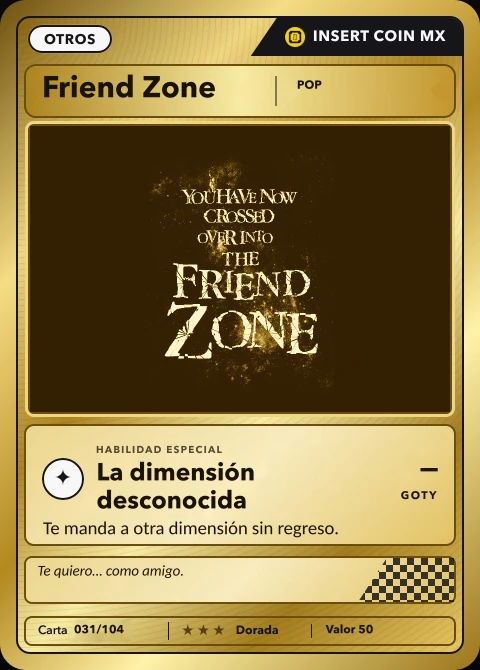 OTROS
INSERT COIN MX
Friend Zone
POP
YOU HAVE NOW
CROSSED
OVER INTO
THE
FRIEND
ZONE
HABILIDAD ESPECIAL
La dimensión
desconocida
—
GOTY
Te manda a otra dimensión sin regreso.
Te quiero... como amigo.
Carta 031/104
★★★ Dorada
Valor 50